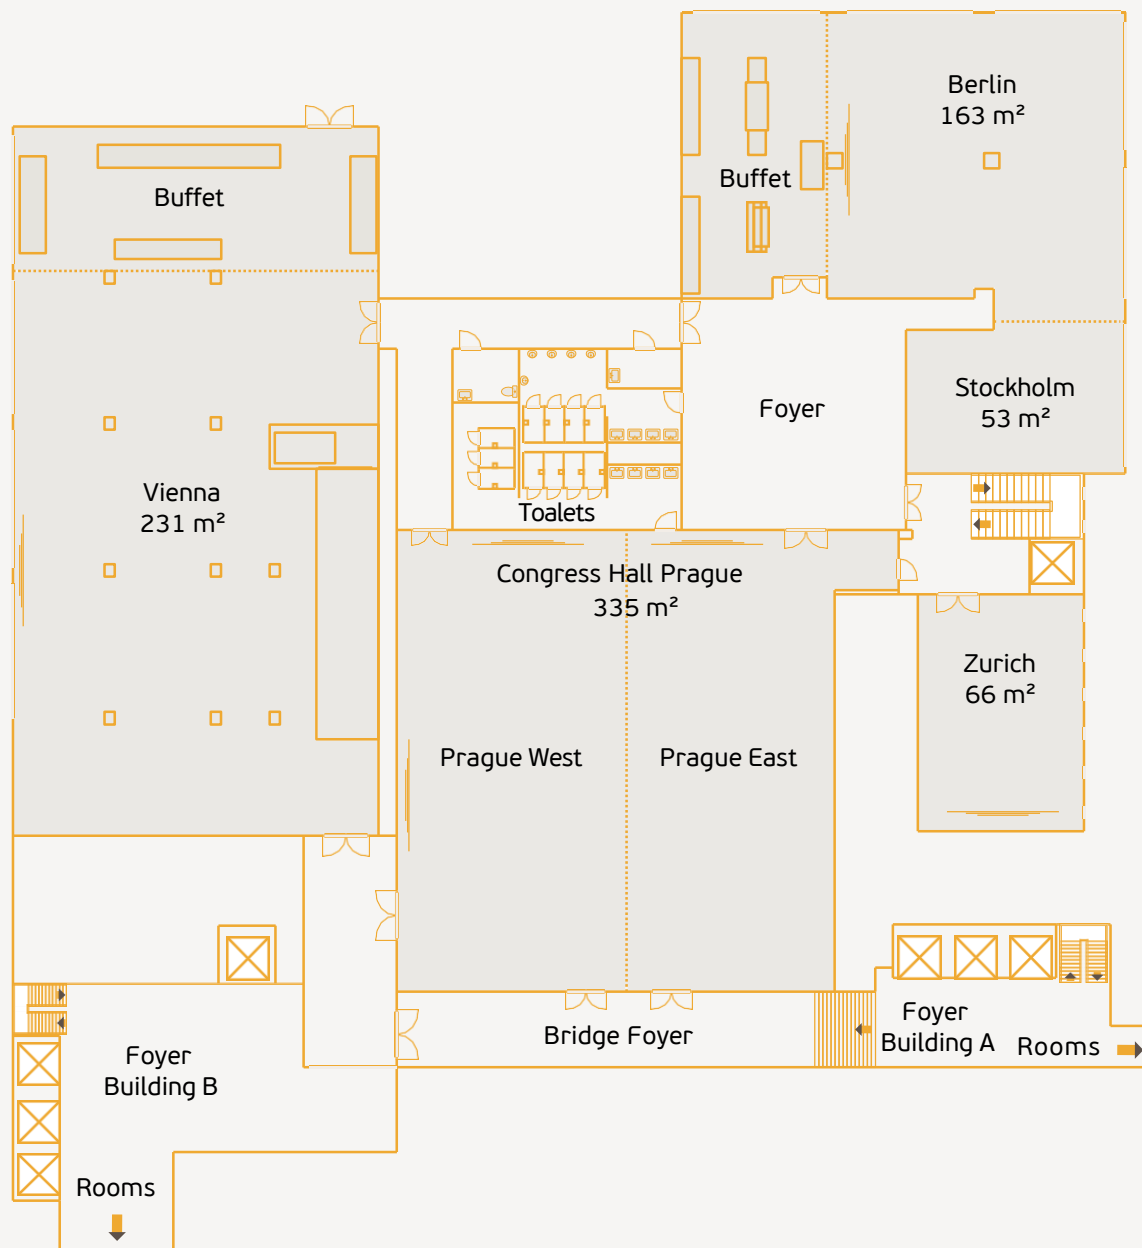 Berlin
163 m²
Buffet
Buffet
Stockholm
53 m²
Foyer
Vienna
231 m²
Toalets
Congress Hall Prague
335 m²
Zurich
66 m²
Prague West
Prague East
Foyer
Building A
Rooms
Bridge Foyer
Foyer
Building B
Rooms